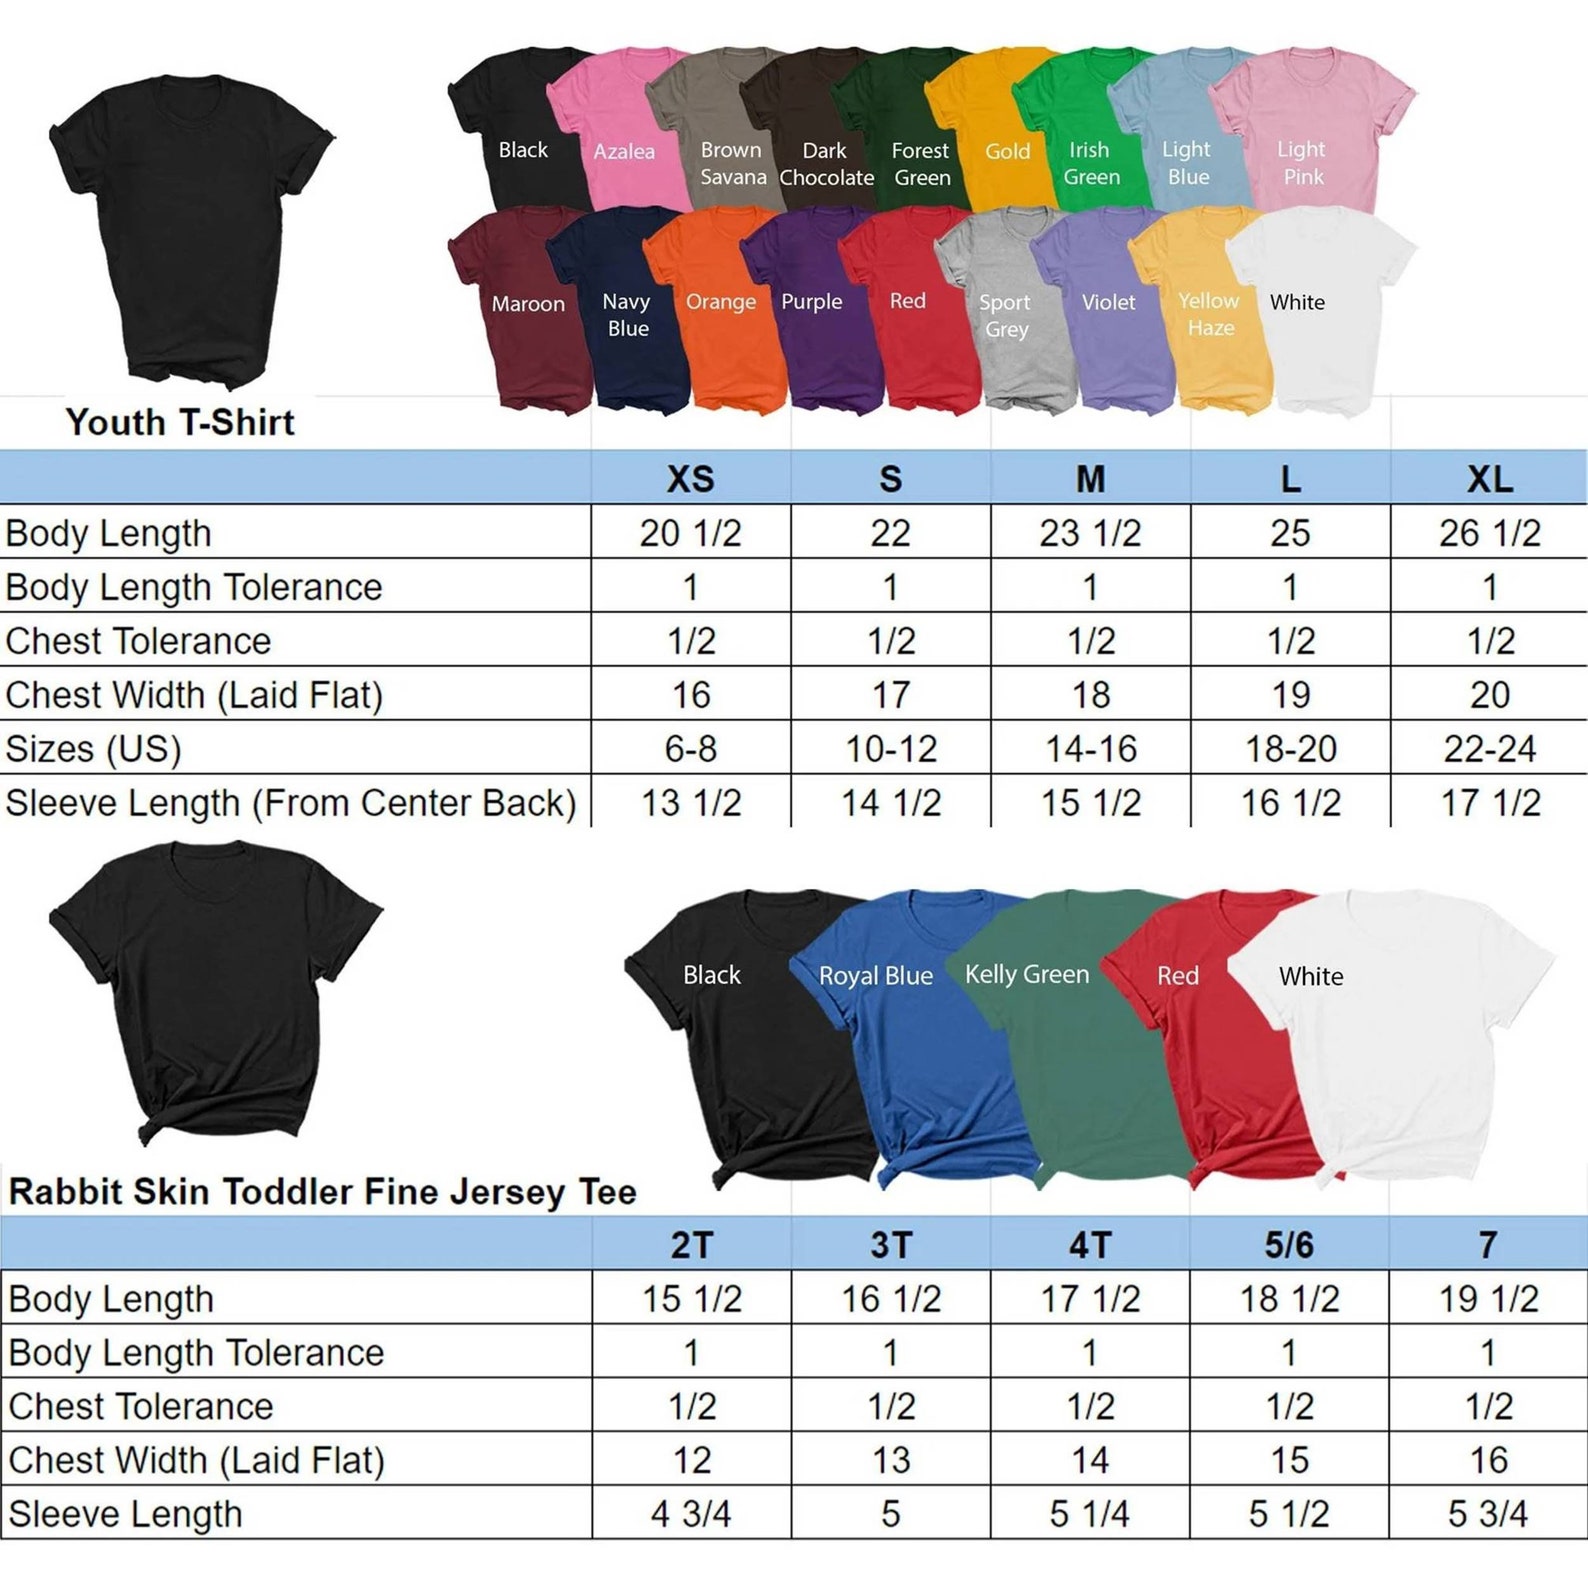 Black Azalea Brown Savana Dark Chocolate Forest Green Gold Irish Green Light Blue Light Pink
Maroon Navy Blue Orange Purple Red Sport Grey Violet Yellow Haze White
Youth T-Shirt
XS S M L XL
Body Length 20 1/2 22 23 1/2 25 26 1/2
Body Length Tolerance 1 1 1 1 1
Chest Tolerance 1/2 1/2 1/2 1/2 1/2
Chest Width (Laid Flat) 16 17 18 19 20
Sizes (US) 6-8 10-12 14-16 18-20 22-24
Sleeve Length (From Center Back) 13 1/2 14 1/2 15 1/2 16 1/2 17 1/2
Black Royal Blue Kelly Green Red White
Rabbit Skin Toddler Fine Jersey Tee
2T 3T 4T 5/6 7
Body Length 15 1/2 16 1/2 17 1/2 18 1/2 19 1/2
Body Length Tolerance 1 1 1 1 1
Chest Tolerance 1/2 1/2 1/2 1/2 1/2
Chest Width (Laid Flat) 12 13 14 15 16
Sleeve Length 4 3/4 5 5 1/4 5 1/2 5 3/4